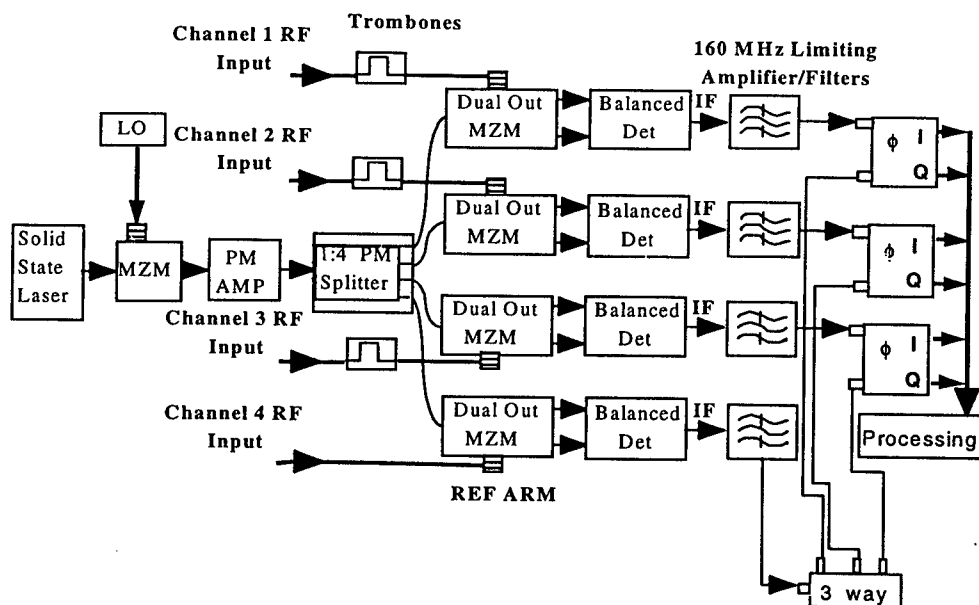 Trombones
Channel 1 RF
Input
160 MHz Limiting
Amplifier/Filters
Dual Out
MZM
Balanced
Det
IF
LO
Channel 2 RF
Input
ϕ I
Q
Dual Out
MZM
Balanced
Det
IF
Solid
State
Laser
MZM
PM
AMP
1:4 PM
Splitter
ϕ I
Q
Channel 3 RF
Input
Dual Out
MZM
Balanced
Det
IF
ϕ I
Q
Channel 4 RF
Input
Dual Out
MZM
Balanced
Det
IF
Processing
REF ARM
3 way